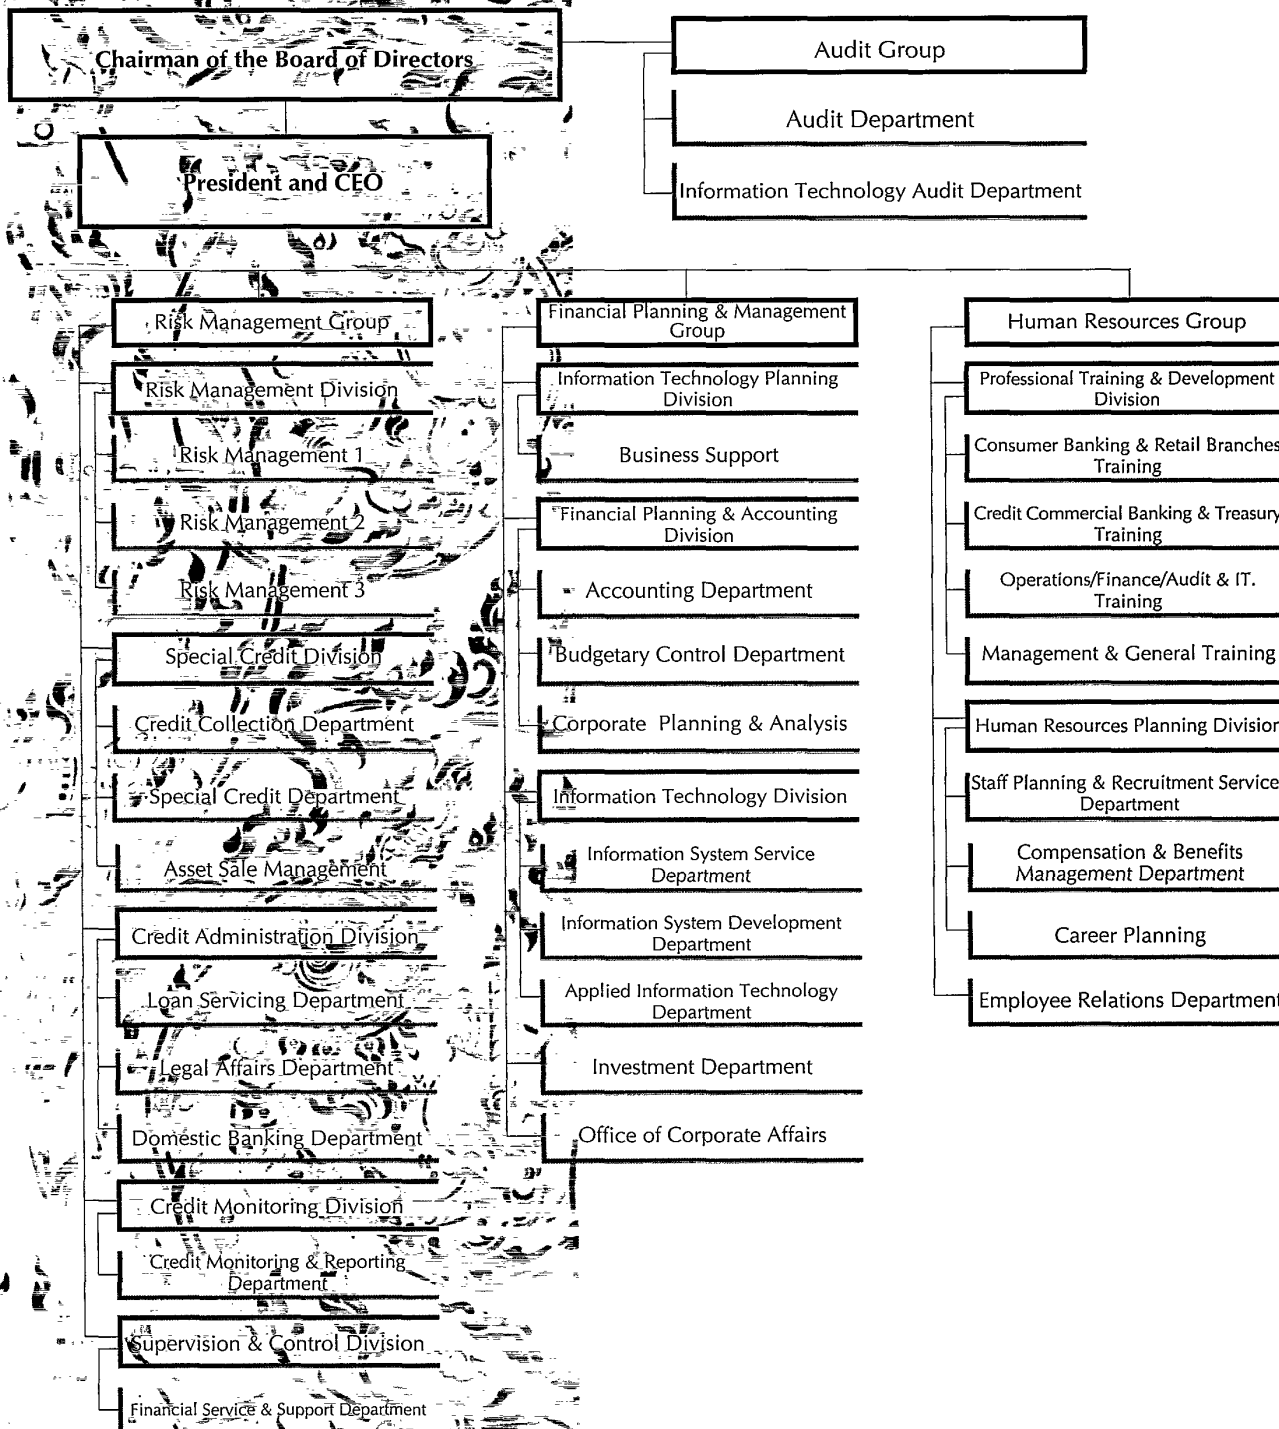 Chairman of the Board of Directors
Audit Group
Audit Department
Information Technology Audit Department
President and CEO
Risk Management Group
Risk Management Division
Risk Management 1
Risk Management 2
Risk Management 3
Special Credit Division
Credit Collection Department
Special Credit Department
Asset Sale Management
Credit Administration Division
Loan Servicing Department
Legal Affairs Department
Domestic Banking Department
Credit Monitoring Division
Credit Monitoring & Reporting
Department
Supervision & Control Division
Financial Service & Support Department
Financial Planning & Management
Group
Information Technology Planning
Division
Business Support
Financial Planning & Accounting
Division
Accounting Department
Budgetary Control Department
Corporate Planning & Analysis
Information Technology Division
Information System Service
Department
Information System Development
Department
Applied Information Technology
Department
Investment Department
Office of Corporate Affairs
Human Resources Group
Professional Training & Development
Division
Consumer Banking & Retail Branches
Training
Credit Commercial Banking & Treasury
Training
Operations/Finance/Audit & IT.
Training
Management & General Training
Human Resources Planning Division
Staff Planning & Recruitment Service
Department
Compensation & Benefits
Management Department
Career Planning
Employee Relations Department